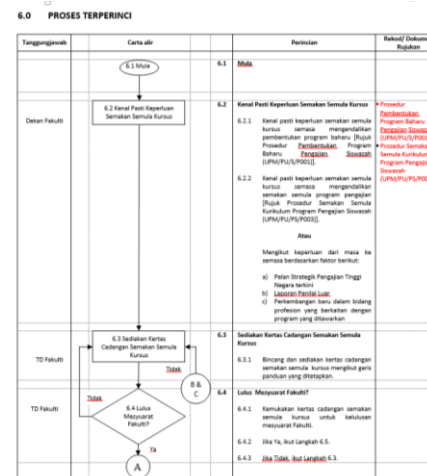 6.0 PROSES TERPERINCI
Tanggungjawab
Carta alir
Perincian
Rekod/ Dokum
Rujukan
6.1 Mula
6.1 Mula
Dekan Fakulti
6.2 Kenal Pasti Keperluan
Semakan Semula Kursus
6.2 Kenal Pasti Keperluan Semakan Semula Kursus
6.2.1 Kenal pasti keperluan semakan semula
kursus semasa mengendalikan
pembentukan program baharu [Rujuk
Prosedur Pembentukan Program
Baharu Pengajian Siswazah
(UPM/PU/S/P001)].
6.2.2 Kenal pasti keperluan semakan semula
kursus semasa mengendalikan
semakan semula program pengajian
[Rujuk Prosedur Semakan Semula
Kurikulum Program Pengajian Siswazah
(UPM/PU/PS/P003)].
Atau
Mengikut keperluan dari masa ke
semasa berdasarkan faktor berikut:
a) Pelan Strategik Pengajian Tinggi
Negara terkini
b) Laporan Penilai Luar
c) Perkembangan baru dalam bidang
profesion yang berkaitan dengan
program yang ditawarkan
• Prosedur
Pembentukan
Program Baharu
Pengajian Siswaz
(UPM/PU/S/P001
• Prosedur Semaka
Semula Kurikulum
Program Pengaji
Siswazah
(UPM/PU/PS/P00
TD Fakulti
6.3 Sediakan Kertas
Cadangan Semakan Semula
Kursus
Tidak
6.3 Sediakan Kertas Cadangan Semakan Semula
Kursus
6.3.1 Bincang dan sediakan kertas cadangan
semakan semula kursus mengikut garis
panduan yang ditetapkan.
B &
C
TD Fakulti
Tidak
6.4 Lulus
Mesyuarat
Fakulti?
Ya
A
6.4 Lulus Mesyuarat Fakulti?
6.4.1 Kemukakan kertas cadangan semakan
semula kursus untuk kelulusan
mesyuarat Fakulti.
6.4.2 Jika Ya, ikut Langkah 6.5.
6.4.3 Jika Tidak, ikut Langkah 6.3.